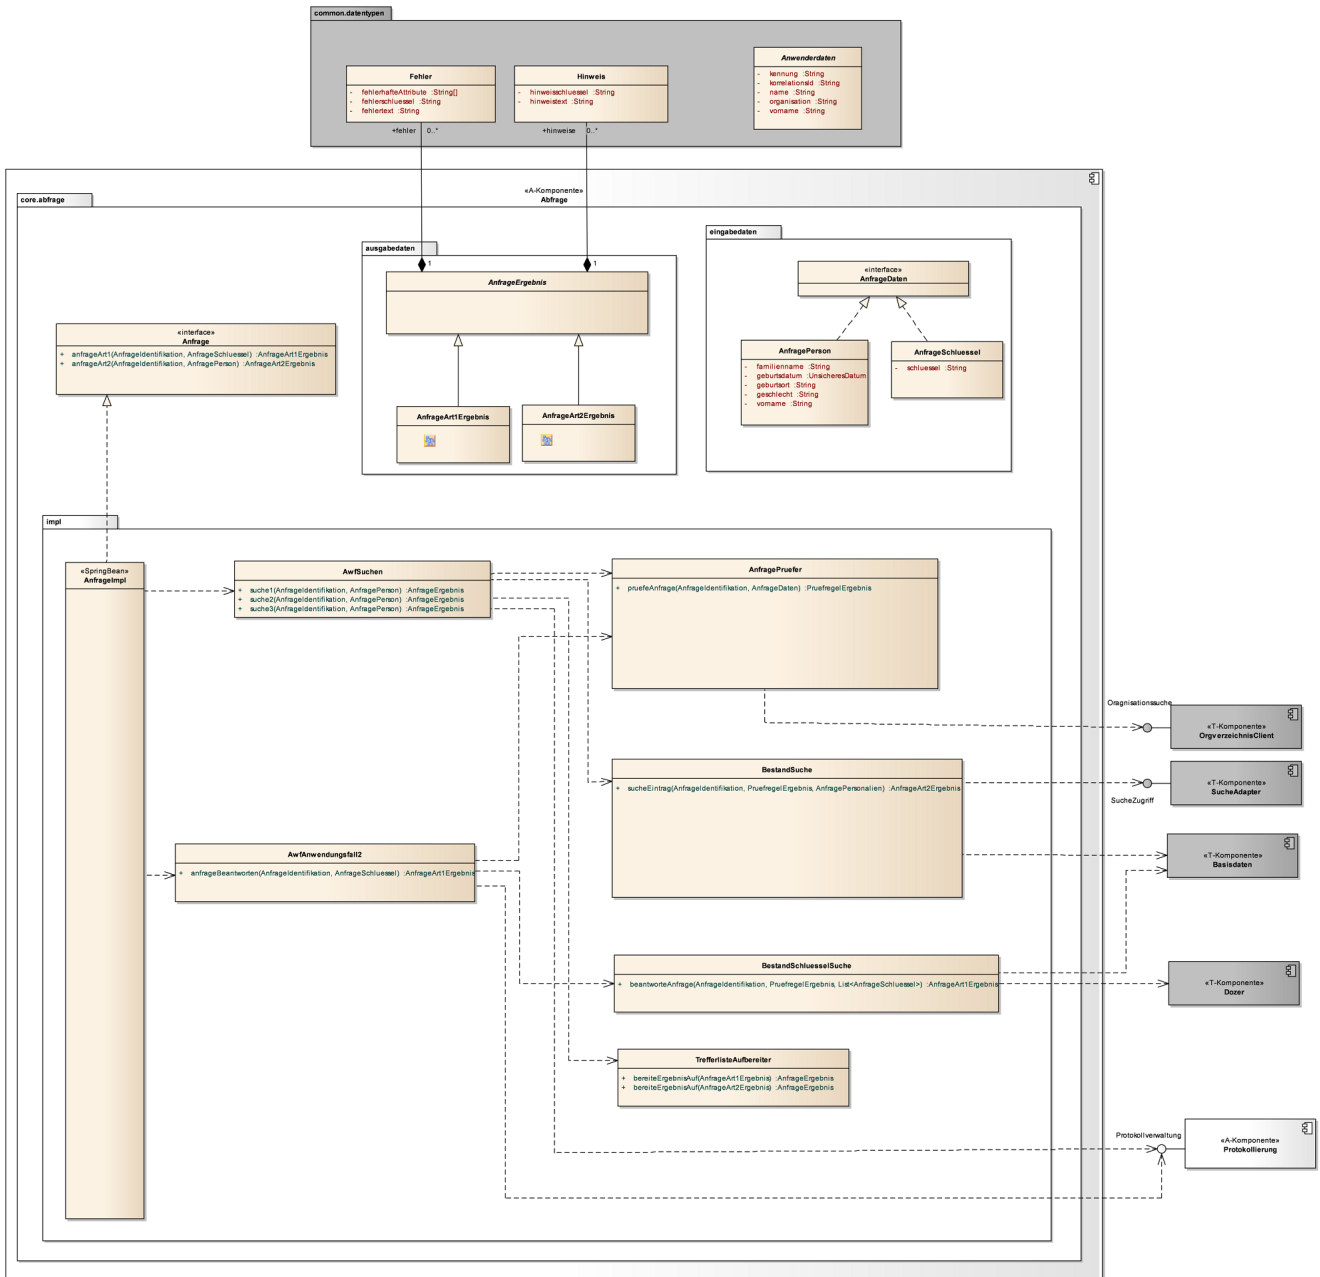 common.datentypen
Fehler
- fehlerhafteAttribute :String[]
- fehlerschluessel :String
- fehlertext :String
Hinweis
- hinweisschluessel :String
- hinweistext :String
Anwenderdaten
- kennung :String
- korrelationsId :String
- name :String
- organisation :String
- vorname :String
+fehler 0..*
+hinweise 0..*
«A-Komponente»
Abfrage
core.abfrage
ausgabedaten
1
1
AnfrageErgebnis
AnfrageArt1Ergebnis
AnfrageArt2Ergebnis
eingabedaten
«interface»
AnfrageDaten
AnfragePerson
- familienname :String
- geburtsdatum :UnsicheresDatum
- geburtsort :String
- geschlecht :String
- vorname :String
AnfrageSchluessel
- schluessel :String
«interface»
Anfrage
+ anfrageArt1(AnfrageIdentifikation, AnfrageSchluessel) :AnfrageArt1Ergebnis
+ anfrageArt2(AnfrageIdentifikation, AnfragePerson) :AnfrageArt2Ergebnis
impl
«SpringBean»
AnfrageImpl
AwfSuchen
+ suche1(AnfrageIdentifikation, AnfragePerson) :AnfrageErgebnis
+ suche2(AnfrageIdentifikation, AnfragePerson) :AnfrageErgebnis
+ suche3(AnfrageIdentifikation, AnfragePerson) :AnfrageErgebnis
AnfragePruefer
+ pruefeAnfrage(AnfrageIdentifikation, AnfrageDaten) :PruefregelErgebnis
Oragnisationssuche
«T-Komponente»
OrgverzeichnisClient
BestandSuche
+ sucheEintrag(AnfrageIdentifikation, PruefregelErgebnis, AnfragePersonalien) :AnfrageArt2Ergebnis
SucheZugriff
«T-Komponente»
SucheAdapter
«T-Komponente»
Basisdaten
AwfAnwendungsfall2
+ anfrageBeantworten(AnfrageIdentifikation, AnfrageSchluessel) :AnfrageArt1Ergebnis
BestandSchluesselSuche
+ beantworteAnfrage(AnfrageIdentifikation, PruefregelErgebnis, List<AnfrageSchluessel>) :AnfrageArt1Ergebnis
«T-Komponente»
Dozer
TrefferlisteAufbereiter
+ bereiteErgebnisAuf(AnfrageArt1Ergebnis) :AnfrageErgebnis
+ bereiteErgebnisAuf(AnfrageArt2Ergebnis) :AnfrageErgebnis
Protokollverwaltung
«A-Komponente»
Protokollierung